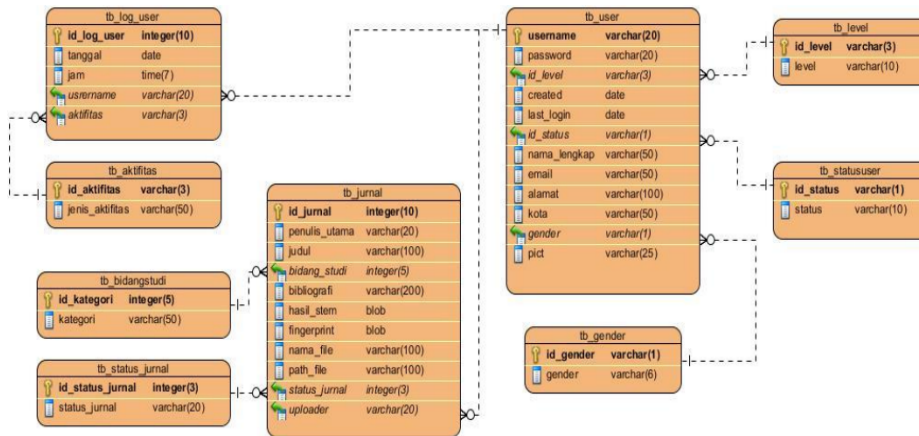 tb_log_user
id_log_user integer(10)
tanggal date
jam time(7)
usrername varchar(20)
aktifitas varchar(3)
tb_aktifitas
id_aktifitas varchar(3)
jenis_aktifitas varchar(50)
tb_bidangstudi
id_kategori integer(5)
kategori varchar(50)
tb_status_jurnal
id_status_jurnal integer(3)
status_jurnal varchar(20)
tb_jurnal
id_jurnal integer(10)
penulis_utama varchar(20)
judul varchar(100)
bidang_studi integer(5)
bibliografi varchar(200)
hasil_stem blob
fingerprint blob
nama_file varchar(100)
path_file varchar(100)
status_jurnal integer(3)
uploader varchar(20)
tb_user
username varchar(20)
password varchar(20)
id_level varchar(3)
created date
last_login date
id_status varchar(1)
nama_lengkap varchar(50)
email varchar(50)
alamat varchar(100)
kota varchar(50)
gender varchar(1)
pict varchar(25)
tb_level
id_level varchar(3)
level varchar(10)
tb_statususer
id_status varchar(1)
status varchar(10)
tb_gender
id_gender varchar(1)
gender varchar(6)